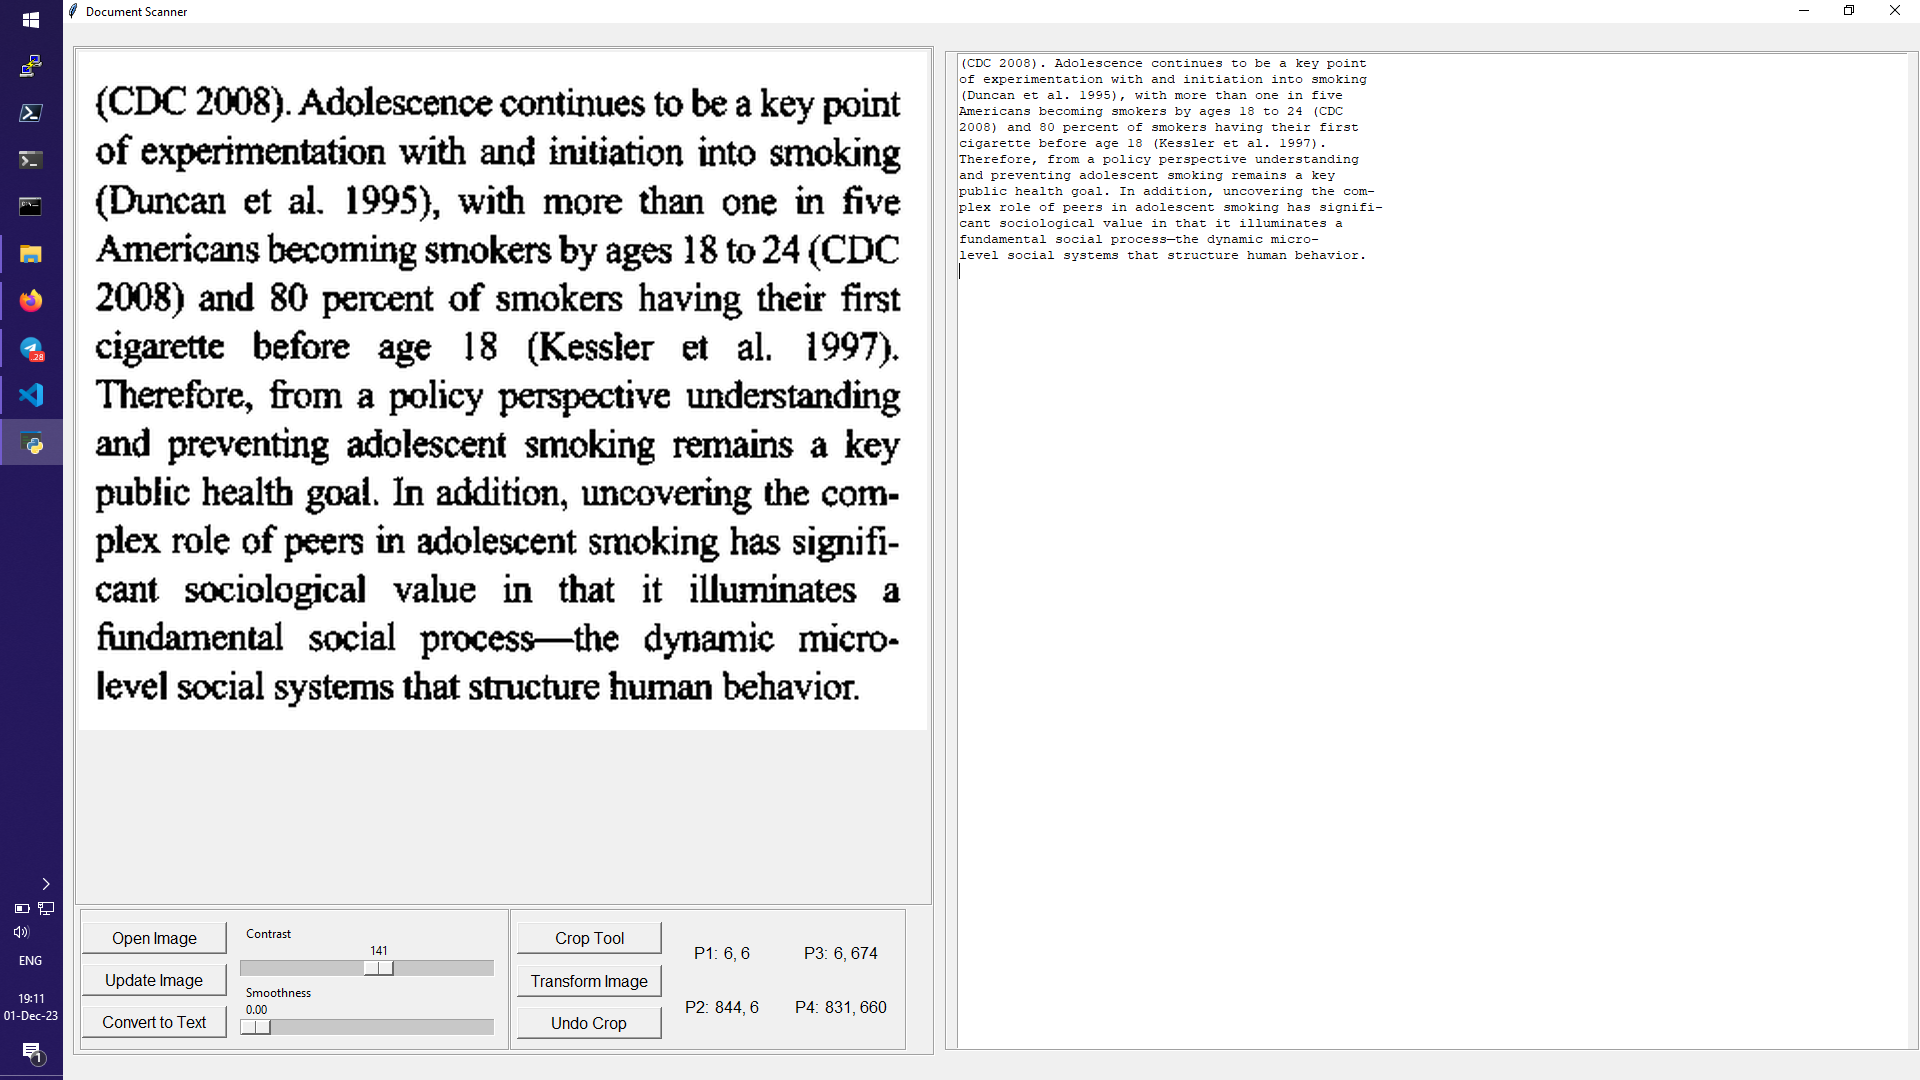 Document Scanner
(CDC 2008). Adolescence continues to be a key point
of experimentation with and initiation into smoking
(Duncan et al. 1995), with more than one in five
Americans becoming smokers by ages 18 to 24 (CDC
2008) and 80 percent of smokers having their first
cigarette before age 18 (Kessler et al. 1997).
Therefore, from a policy perspective understanding
and preventing adolescent smoking remains a key
public health goal. In addition, uncovering the com-
plex role of peers in adolescent smoking has signifi-
cant sociological value in that it illuminates a
fundamental social process—the dynamic micro-
level social systems that structure human behavior.
(CDC 2008). Adolescence continues to be a key point
of experimentation with and initiation into smoking
(Duncan et al. 1995), with more than one in five
Americans becoming smokers by ages 18 to 24 (CDC
2008) and 80 percent of smokers having their first
cigarette before age 18 (Kessler et al. 1997).
Therefore, from a policy perspective understanding
and preventing adolescent smoking remains a key
public health goal. In addition, uncovering the com—
plex role of peers in adolescent smoking has signifi—
cant sociological value in that it illuminates a
fundamental social process—the dynamic micro—
level social systems that structure human behavior.
Open Image
Update Image
Convert to Text
Contrast
141
Smoothness
0.00
Crop Tool
Transform Image
Undo Crop
P1: 6, 6
P3: 6, 674
P2: 844, 6
P4: 831, 660
28
ENG
19:11
01-Dec-23
1